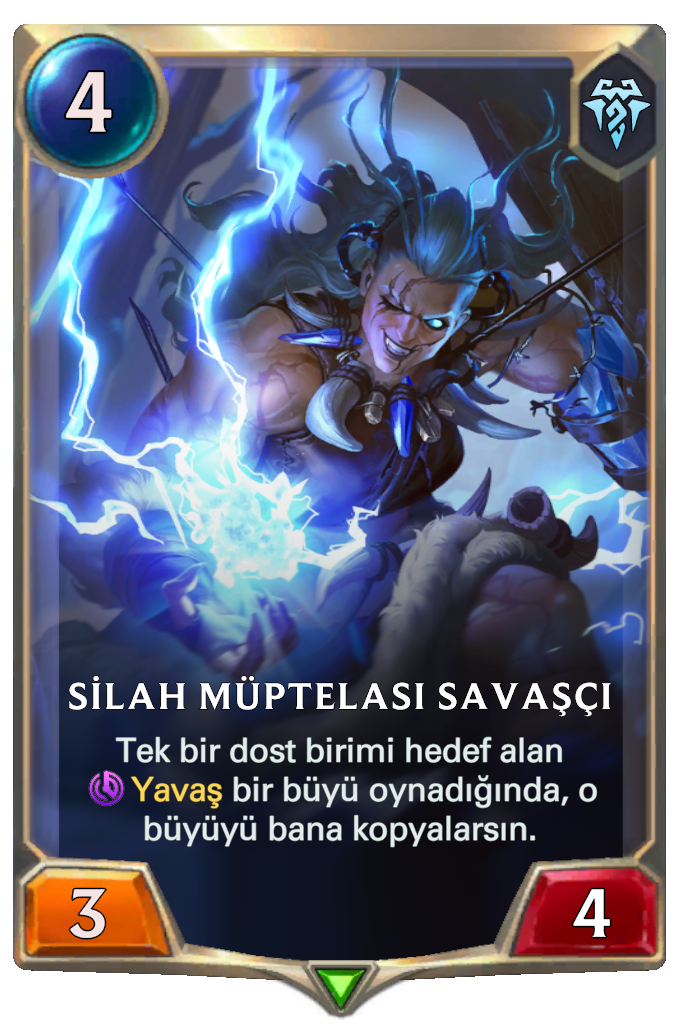 4
SİLAH MÜPTELASI SAVAŞÇI
Tek bir dost birimi hedef alan
Yavaş bir büyü oynadığında, o
büyüyü bana kopyalarsın.
3
4